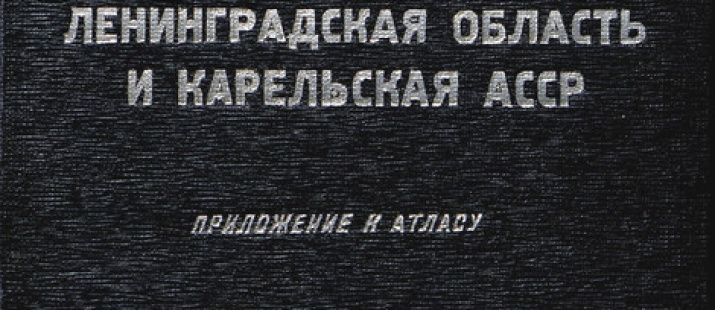 ЛЕНИНГРАДСКАЯ ОБЛАСТЬ
И КАРЕЛЬСКАЯ АССР
ПРИЛОЖЕНИЕ К АТЛАСУ